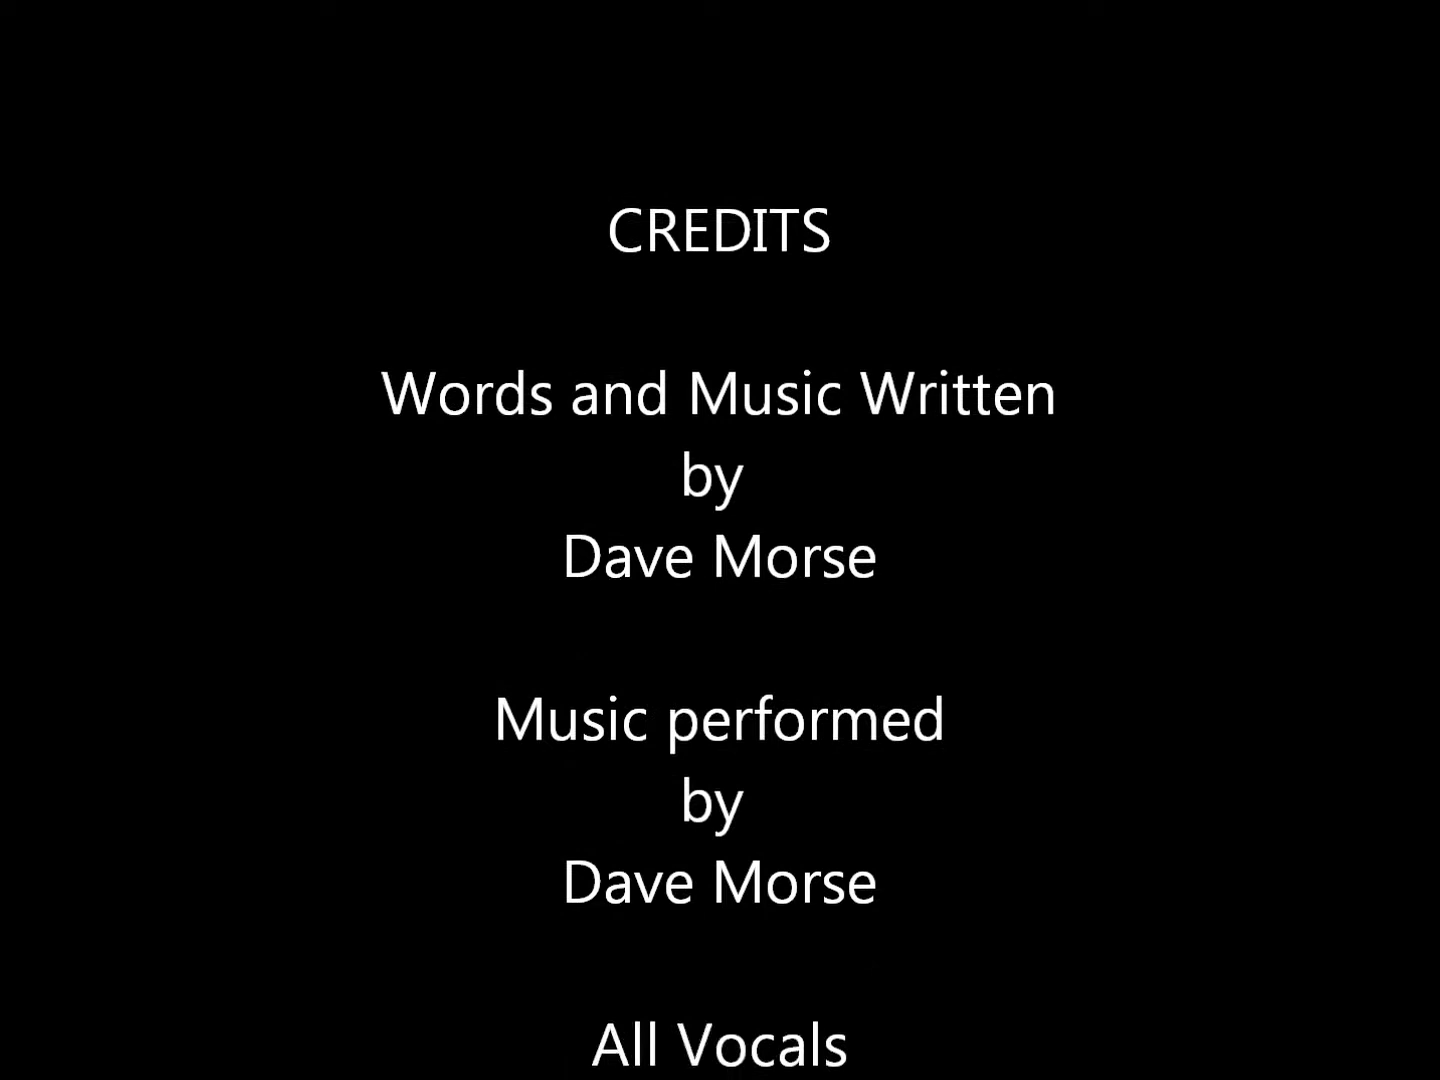 CREDITS
Words and Music Written
by
Dave Morse
Music performed
by
Dave Morse
All Vocals